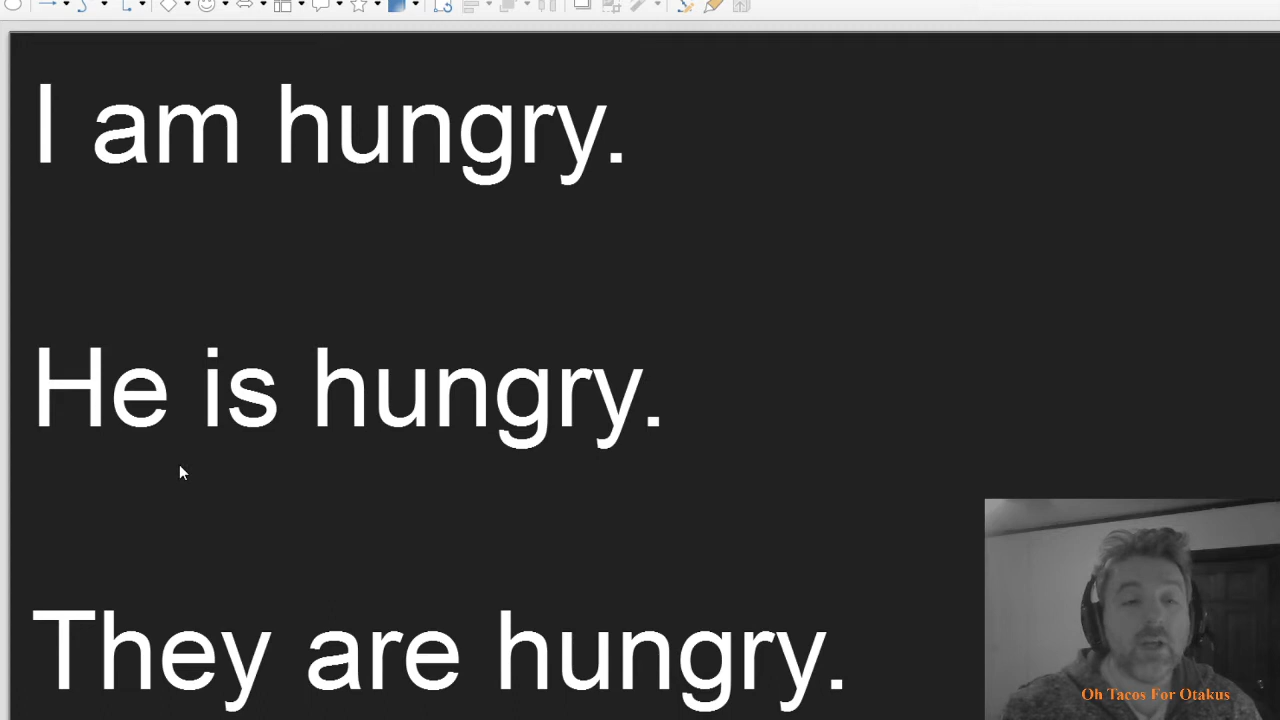 I am hungry.
He is hungry.
They are hungry.
Oh Tacos For Otakus